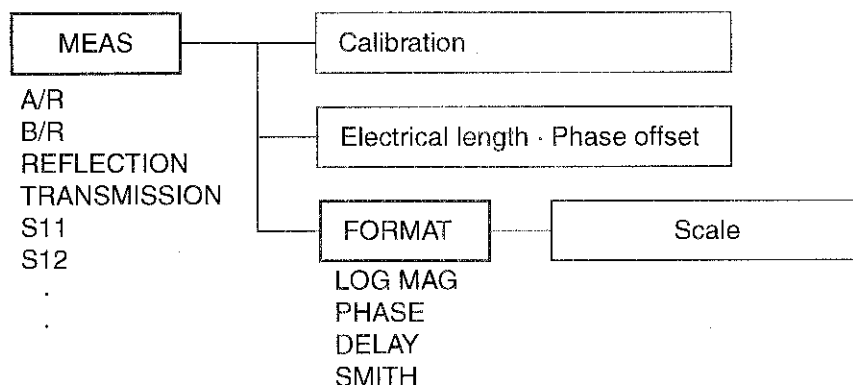 MEAS
Calibration
A/R
B/R
REFLECTION
TRANSMISSION
S11
S12
.
.
Electrical length · Phase offset
FORMAT
Scale
LOG MAG
PHASE
DELAY
SMITH